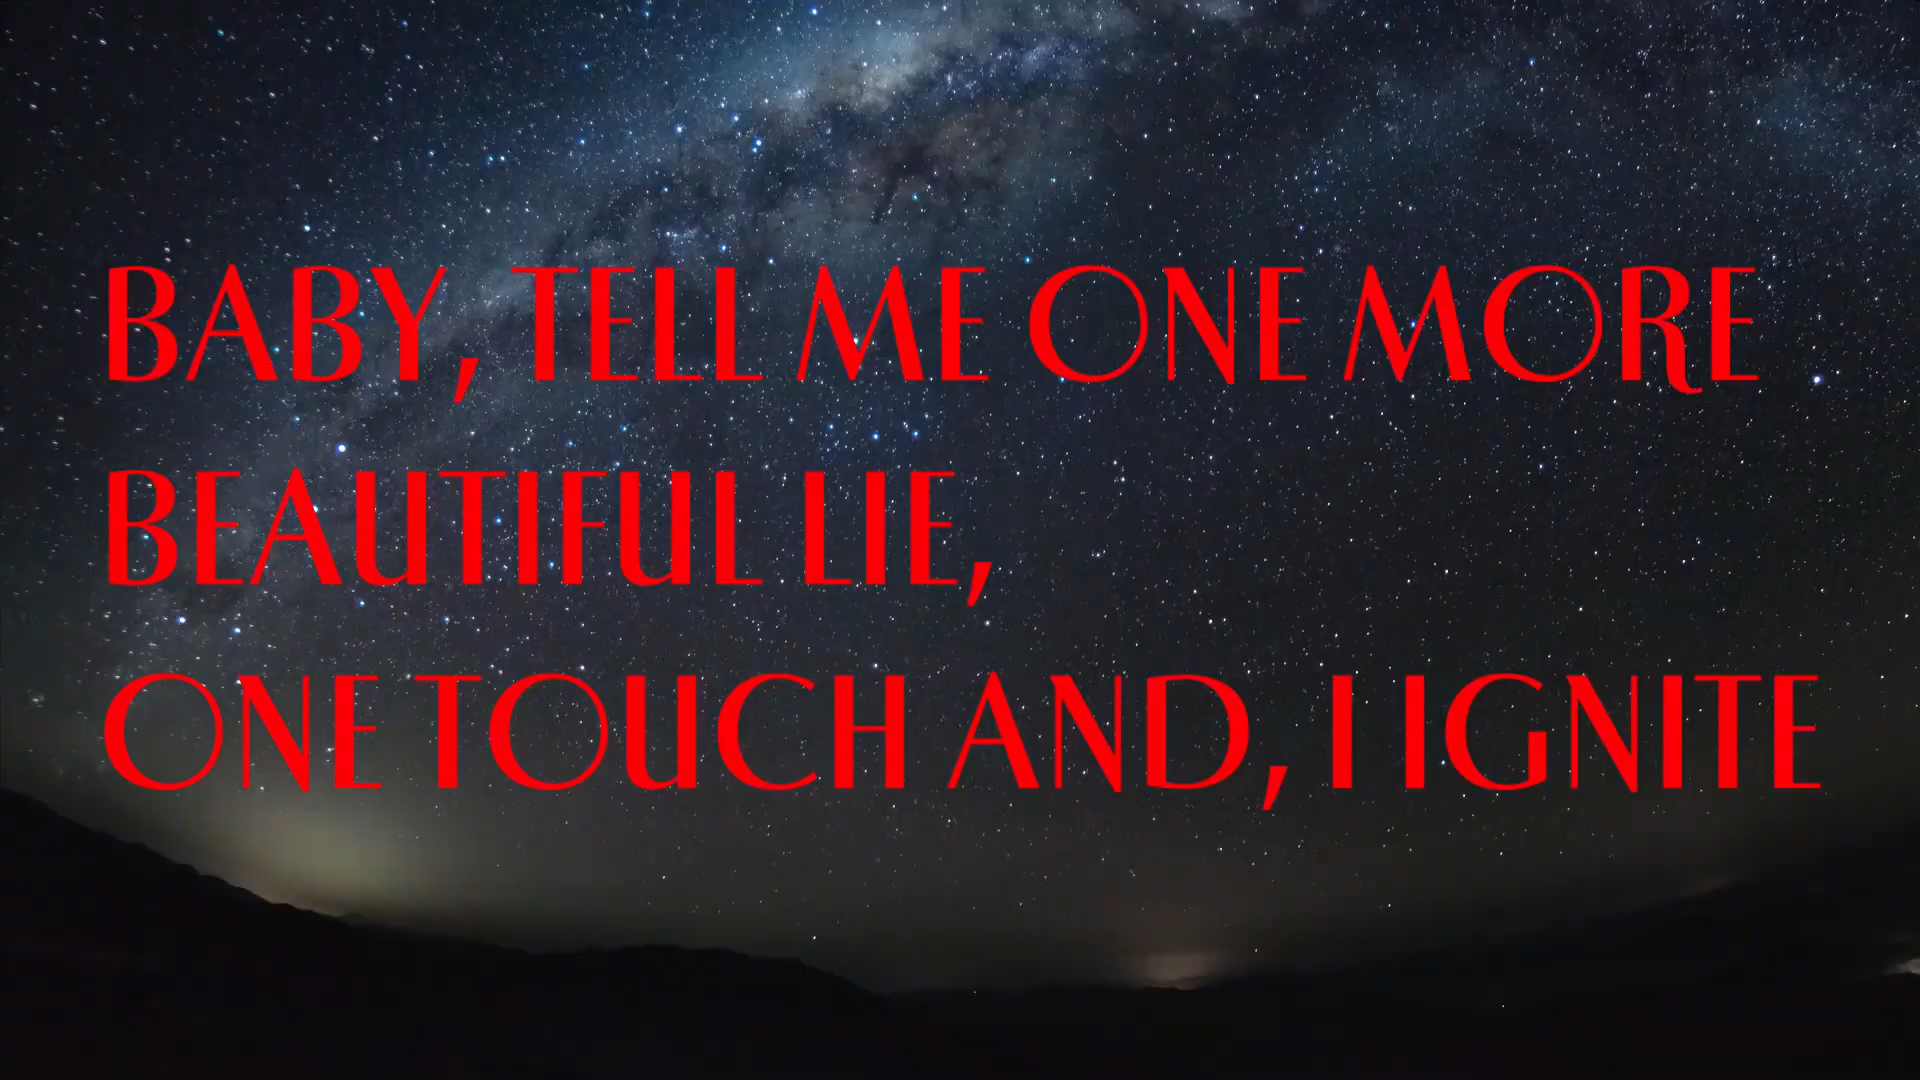 BABY, TELL ME ONE MORE
BEAUTIFUL LIE,
ONE TOUCH AND, I IGNITE